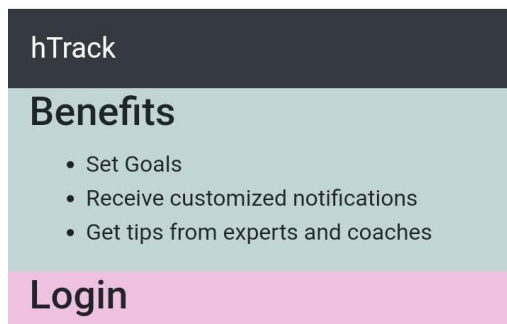 hTrack
Benefits
Set Goals
Receive customized notifications
Get tips from experts and coaches
Login